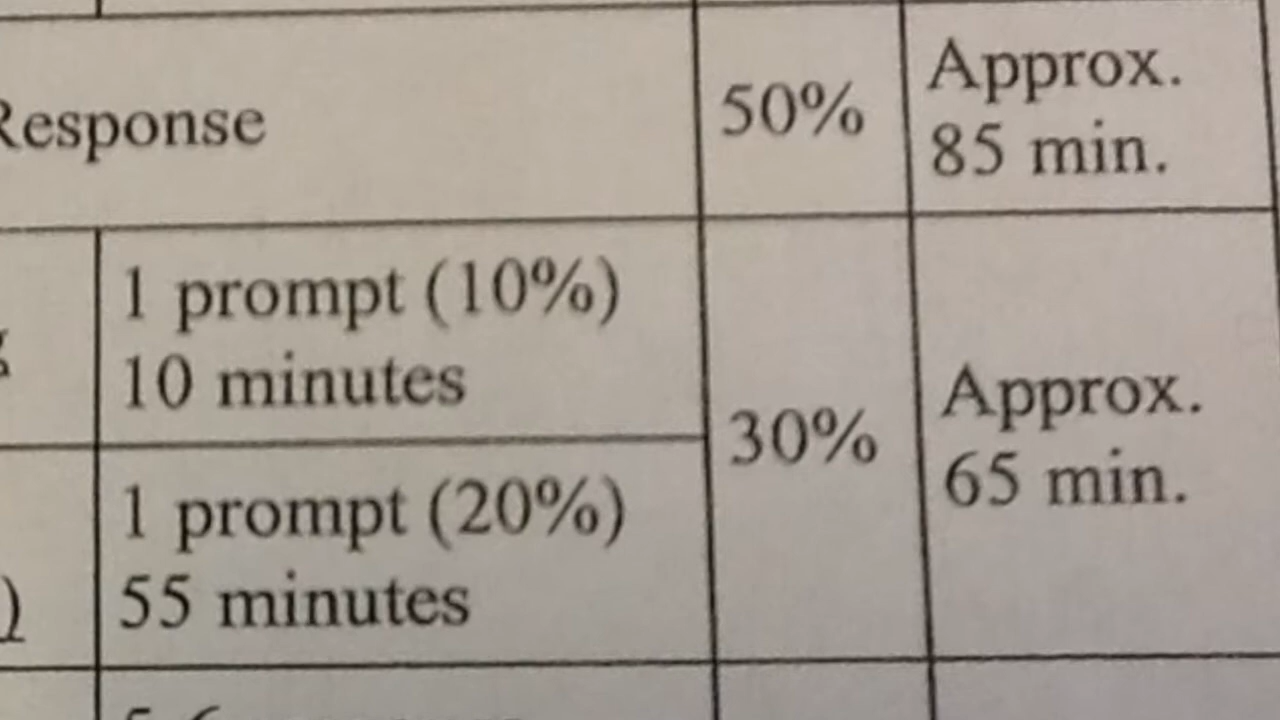 Response
50%
Approx.
85 min.
1 prompt (10%)
10 minutes
1 prompt (20%)
55 minutes
30%
Approx.
65 min.